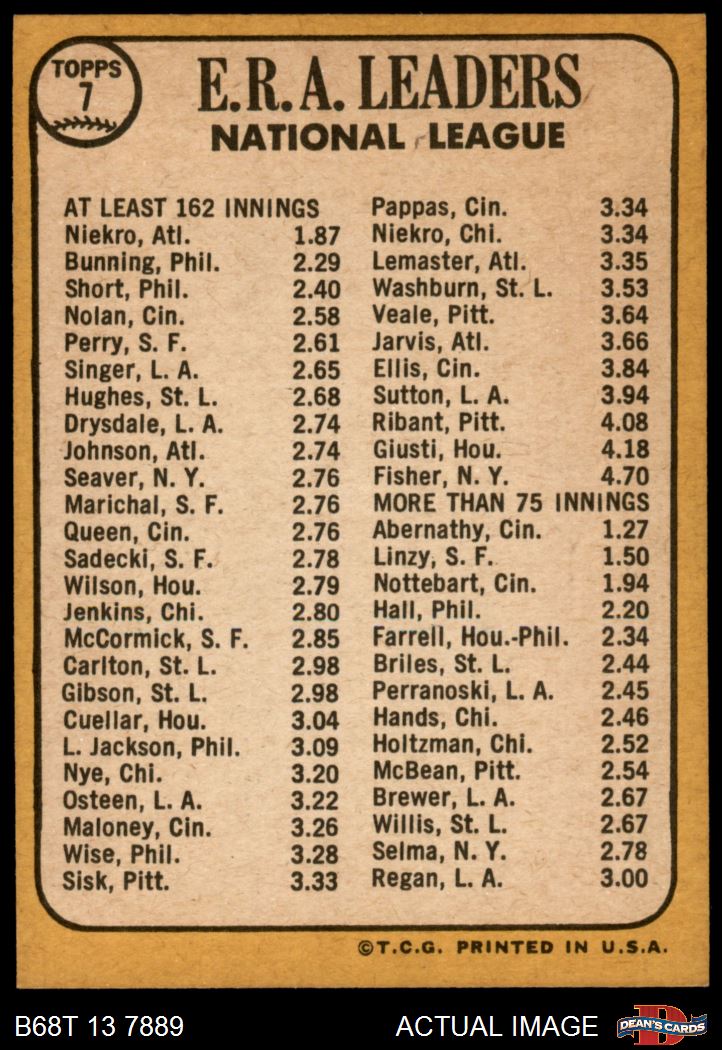 TOPPS
7
E.R.A. LEADERS
NATIONAL LEAGUE
AT LEAST 162 INNINGS
Niekro, Atl. 1.87
Bunning, Phil. 2.29
Short, Phil. 2.40
Nolan, Cin. 2.58
Perry, S. F. 2.61
Singer, L. A. 2.65
Hughes, St. L. 2.68
Drysdale, L. A. 2.74
Johnson, Atl. 2.74
Seaver, N. Y. 2.76
Marichal, S. F. 2.76
Queen, Cin. 2.76
Sadecki, S. F. 2.78
Wilson, Hou. 2.79
Jenkins, Chi. 2.80
McCormick, S. F. 2.85
Carlton, St. L. 2.98
Gibson, St. L. 2.98
Cuellar, Hou. 3.04
L. Jackson, Phil. 3.09
Nye, Chi. 3.20
Osteen, L. A. 3.22
Maloney, Cin. 3.26
Wise, Phil. 3.28
Sisk, Pitt. 3.33
Pappas, Cin. 3.34
Niekro, Chi. 3.34
Lemaster, Atl. 3.35
Washburn, St. L. 3.53
Veale, Pitt. 3.64
Jarvis, Atl. 3.66
Ellis, Cin. 3.84
Sutton, L. A. 3.94
Ribant, Pitt. 4.08
Giusti, Hou. 4.18
Fisher, N. Y. 4.70
MORE THAN 75 INNINGS
Abernathy, Cin. 1.27
Linzy, S. F. 1.50
Nottebart, Cin. 1.94
Hall, Phil. 2.20
Farrell, Hou.-Phil. 2.34
Briles, St. L. 2.44
Perranoski, L. A. 2.45
Hands, Chi. 2.46
Holtzman, Chi. 2.52
McBean, Pitt. 2.54
Brewer, L. A. 2.67
Willis, St. L. 2.67
Selma, N. Y. 2.78
Regan, L. A. 3.00
©T.C.G. PRINTED IN U.S.A.
B68T 13 7889
ACTUAL IMAGE
D
DEAN'S CARDS